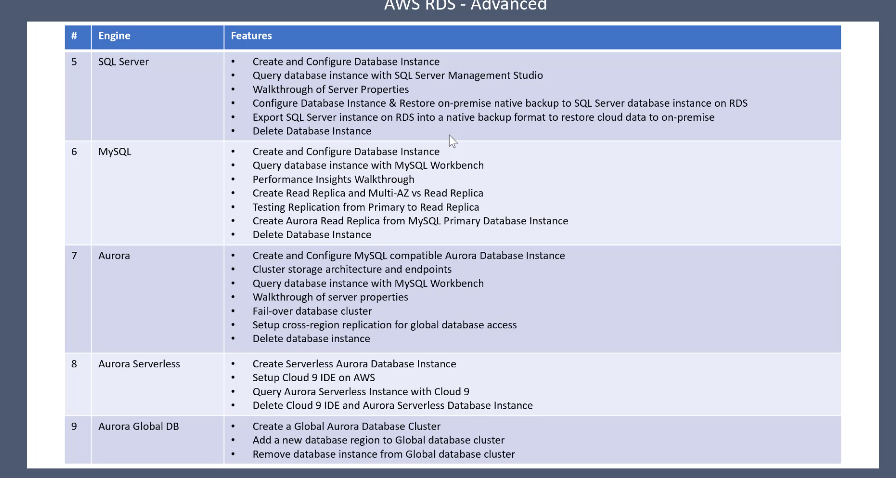 AWS RDS - Advanced
# Engine Features
5 SQL Server
• Create and Configure Database Instance
• Query database instance with SQL Server Management Studio
• Walkthrough of Server Properties
• Configure Database Instance & Restore on-premise native backup to SQL Server database instance on RDS
• Export SQL Server instance on RDS into a native backup format to restore cloud data to on-premise
• Delete Database Instance
6 MySQL
• Create and Configure Database Instance
• Query database instance with MySQL Workbench
• Performance Insights Walkthrough
• Create Read Replica and Multi-AZ vs Read Replica
• Testing Replication from Primary to Read Replica
• Create Aurora Read Replica from MySQL Primary Database Instance
• Delete Database Instance
7 Aurora
• Create and Configure MySQL compatible Aurora Database Instance
• Cluster storage architecture and endpoints
• Query database instance with MySQL Workbench
• Walkthrough of server properties
• Fail-over database cluster
• Setup cross-region replication for global database access
• Delete database instance
8 Aurora Serverless
• Create Serverless Aurora Database Instance
• Setup Cloud 9 IDE on AWS
• Query Aurora Serverless Instance with Cloud 9
• Delete Cloud 9 IDE and Aurora Serverless Database Instance
9 Aurora Global DB
• Create a Global Aurora Database Cluster
• Add a new database region to Global database cluster
• Remove database instance from Global database cluster